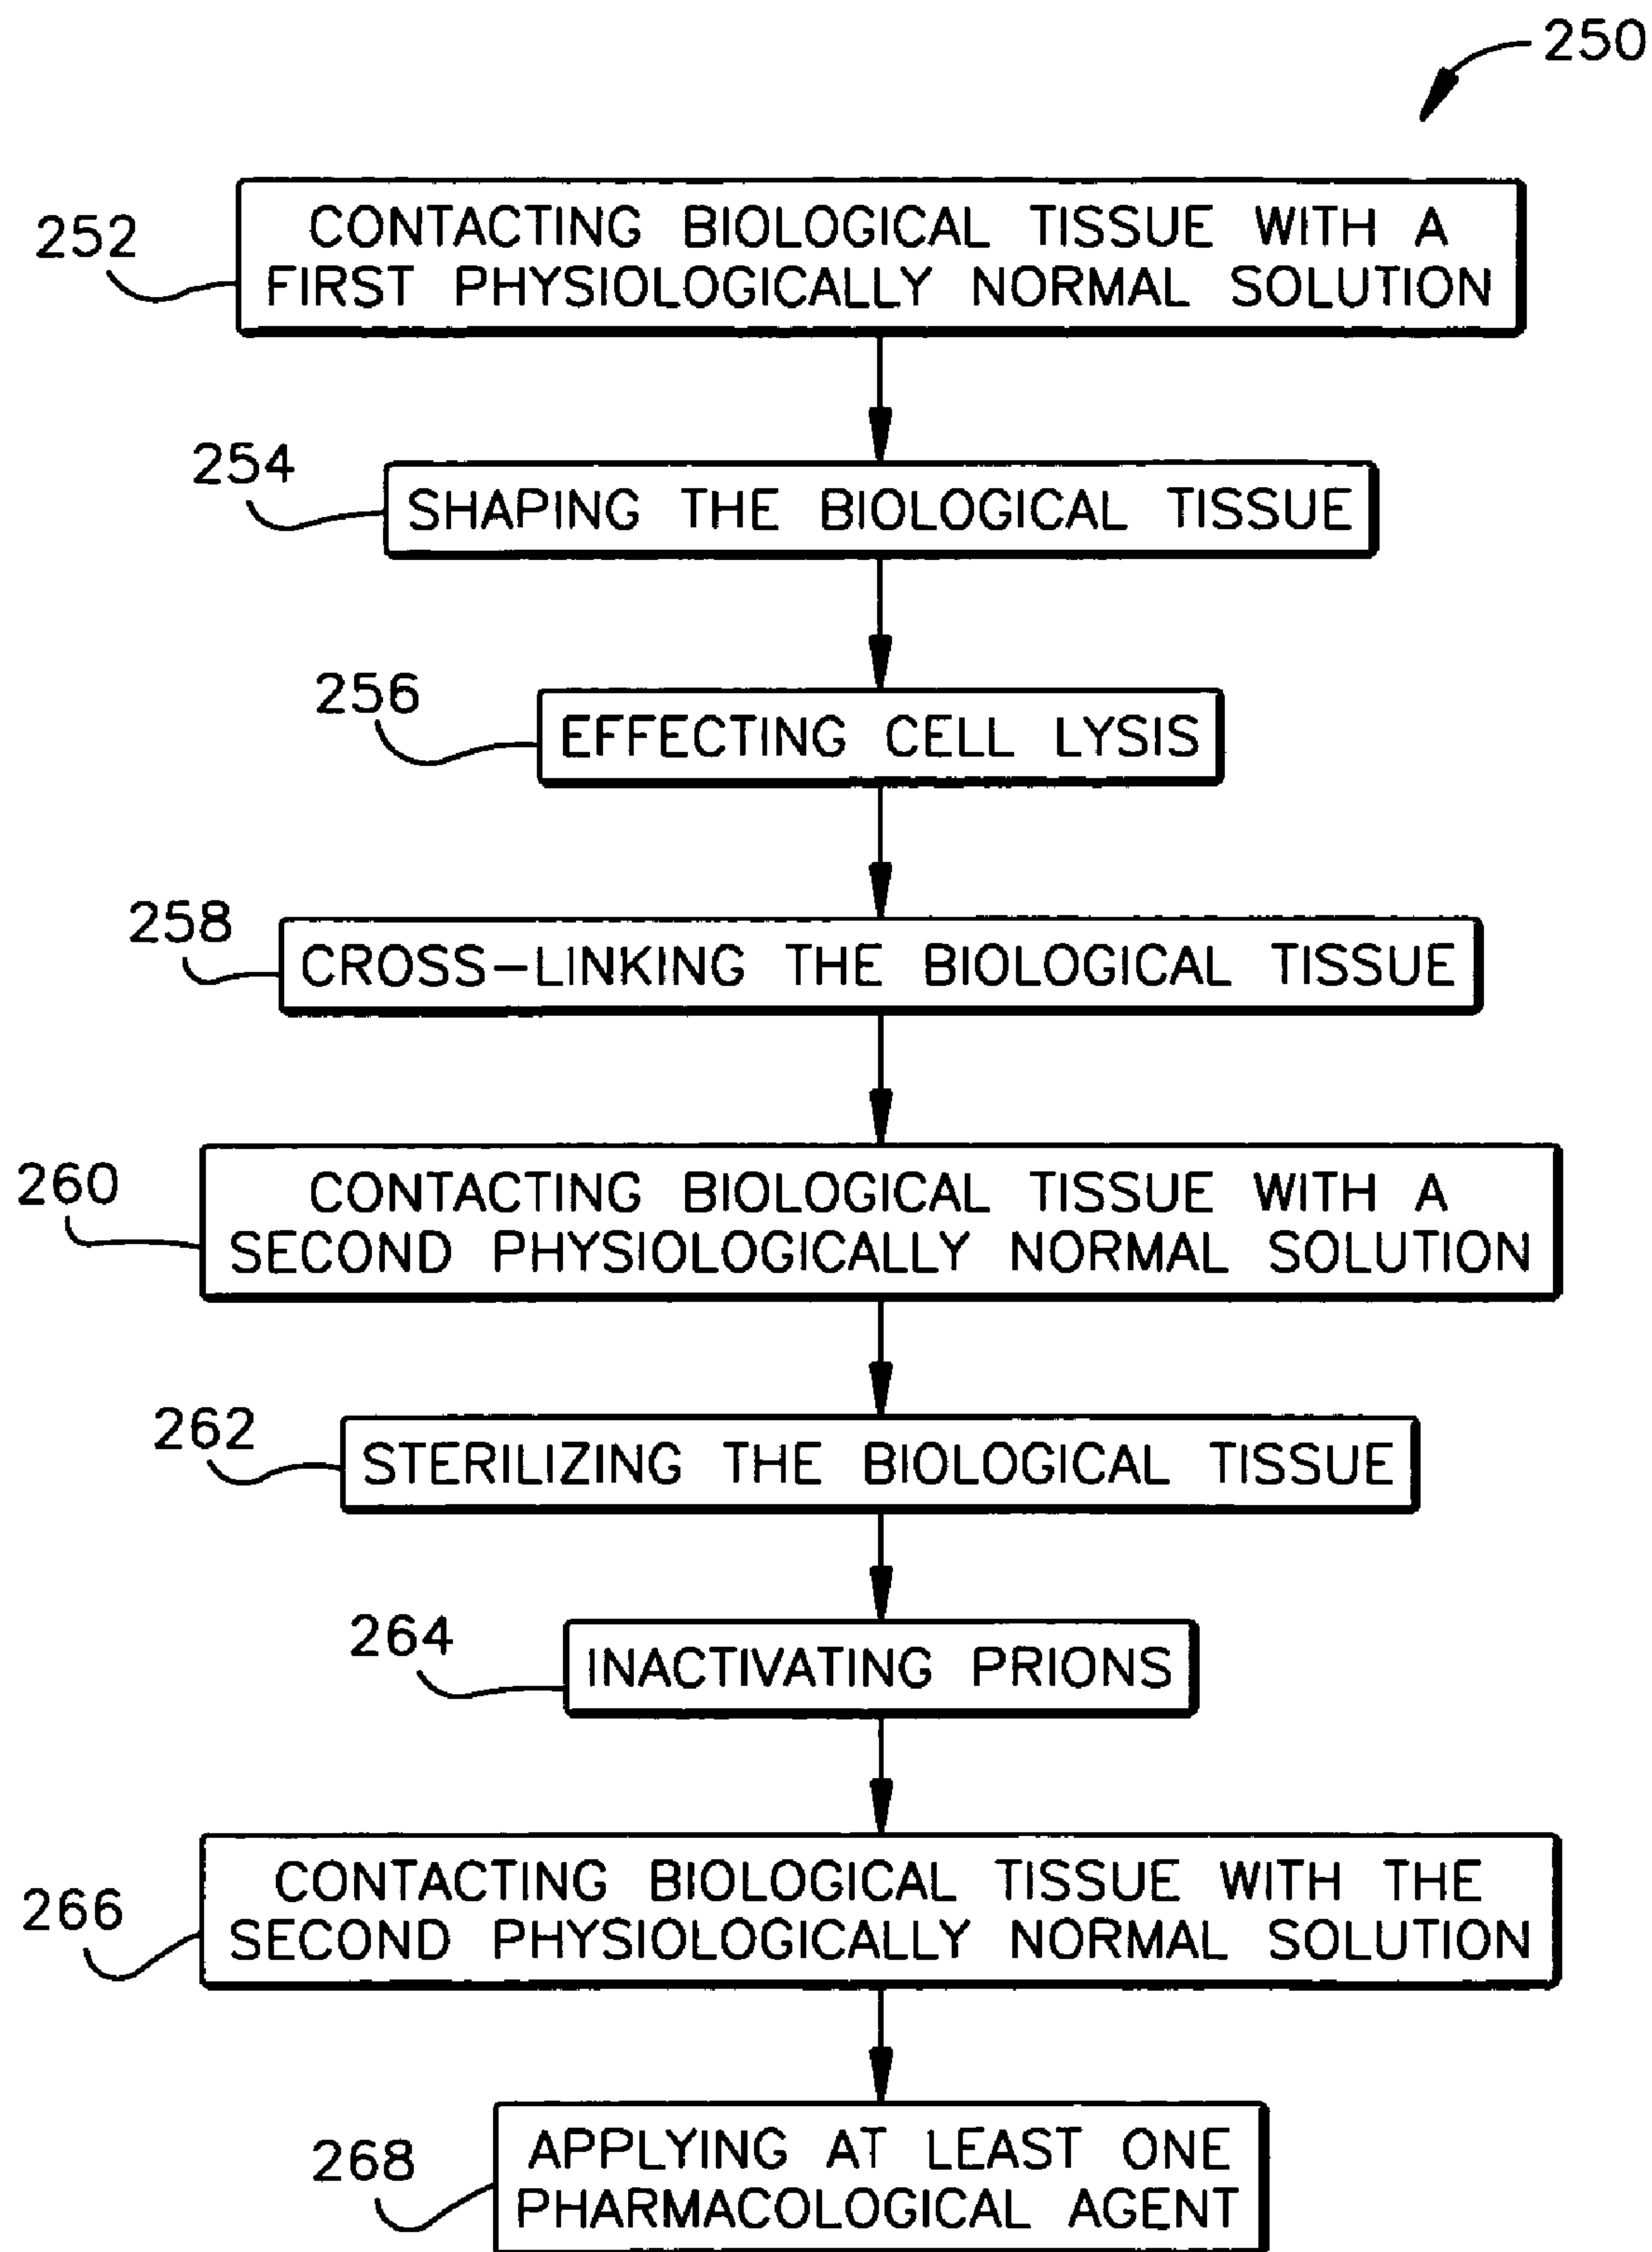 250
252
CONTACTING BIOLOGICAL TISSUE WITH A
FIRST PHYSIOLOGICALLY NORMAL SOLUTION
254
SHAPING THE BIOLOGICAL TISSUE
256
EFFECTING CELL LYSIS
258
CROSS-LINKING THE BIOLOGICAL TISSUE
260
CONTACTING BIOLOGICAL TISSUE WITH A
SECOND PHYSIOLOGICALLY NORMAL SOLUTION
262
STERILIZING THE BIOLOGICAL TISSUE
264
INACTIVATING PRIONS
266
CONTACTING BIOLOGICAL TISSUE WITH THE
SECOND PHYSIOLOGICALLY NORMAL SOLUTION
268
APPLYING AT LEAST ONE
PHARMACOLOGICAL AGENT